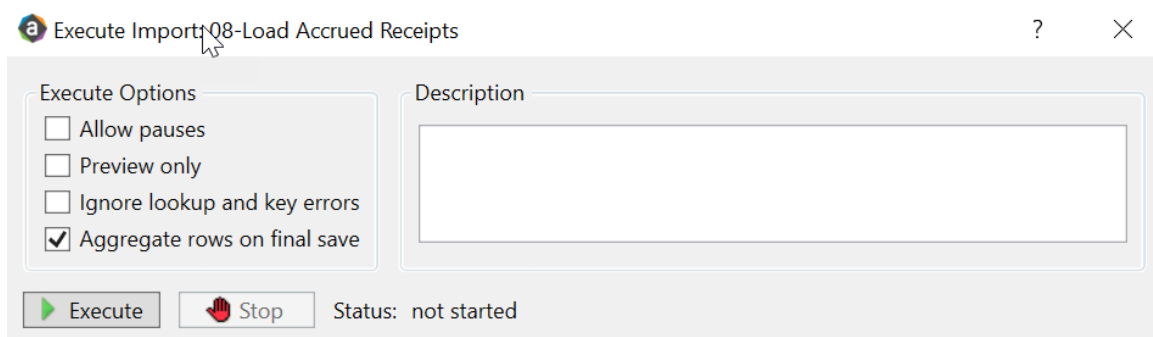 Execute Import: 08-Load Accrued Receipts
?
Execute Options
Allow pauses
Preview only
Ignore lookup and key errors
Aggregate rows on final save
Description
Execute
Stop
Status: not started